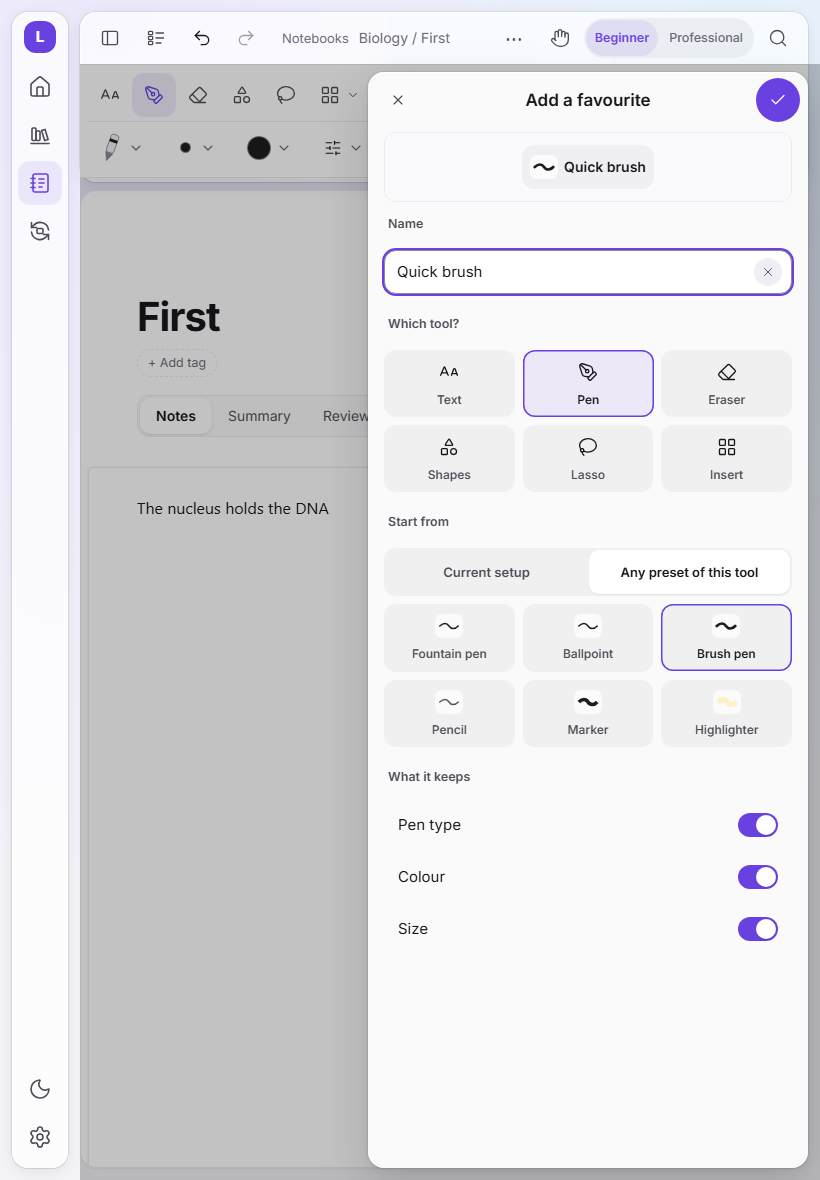 L
Notebooks Biology / First
Beginner Professional
Aa
Add a favourite
Quick brush
Name
Quick brush
Which tool?
Aa
Text
Pen
Eraser
Shapes
Lasso
Insert
Start from
Current setup
Any preset of this tool
Fountain pen
Ballpoint
Brush pen
Pencil
Marker
Highlighter
What it keeps
Pen type
Colour
Size
First
+ Add tag
Notes Summary Review
The nucleus holds the DNA